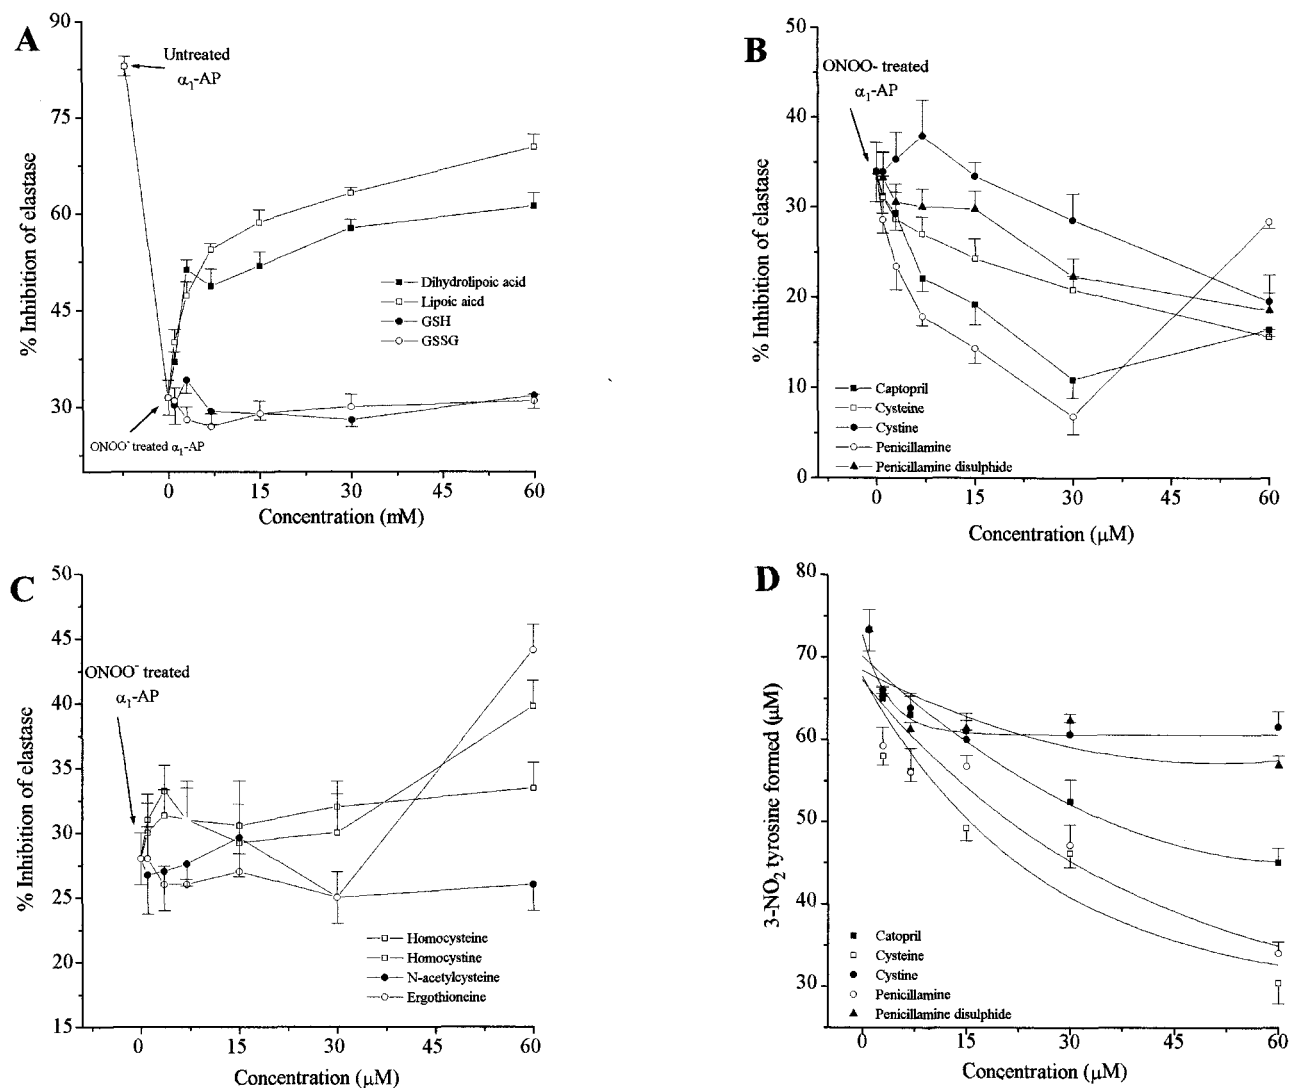 A
90
75
60
45
30
% Inhibition of elastase
Untreated
α₁-AP
Dihydrolipoic acid
Lipoic aicd
GSH
GSSG
ONOO⁻ treated α₁-AP
0 15 30 45 60
Concentration (mM)
B
50
40
30
20
10
0
% Inhibition of elastase
ONOO- treated
α₁-AP
Captopril
Cysteine
Cystine
Penicillamine
Penicillamine disulphide
0 15 30 45 60
Concentration (μM)
C
50
45
40
35
30
25
20
15
% Inhibition of elastase
ONOO⁻ treated
α₁-AP
Homocysteine
Homocystine
N-acetylcysteine
Ergothioneine
0 15 30 45 60
Concentration (μM)
D
80
70
60
50
40
30
3-NO₂ tyrosine formed (μM)
Catopril
Cysteine
Cystine
Penicillamine
Penicillamine disulphide
0 15 30 45 60
Concentration (μM)